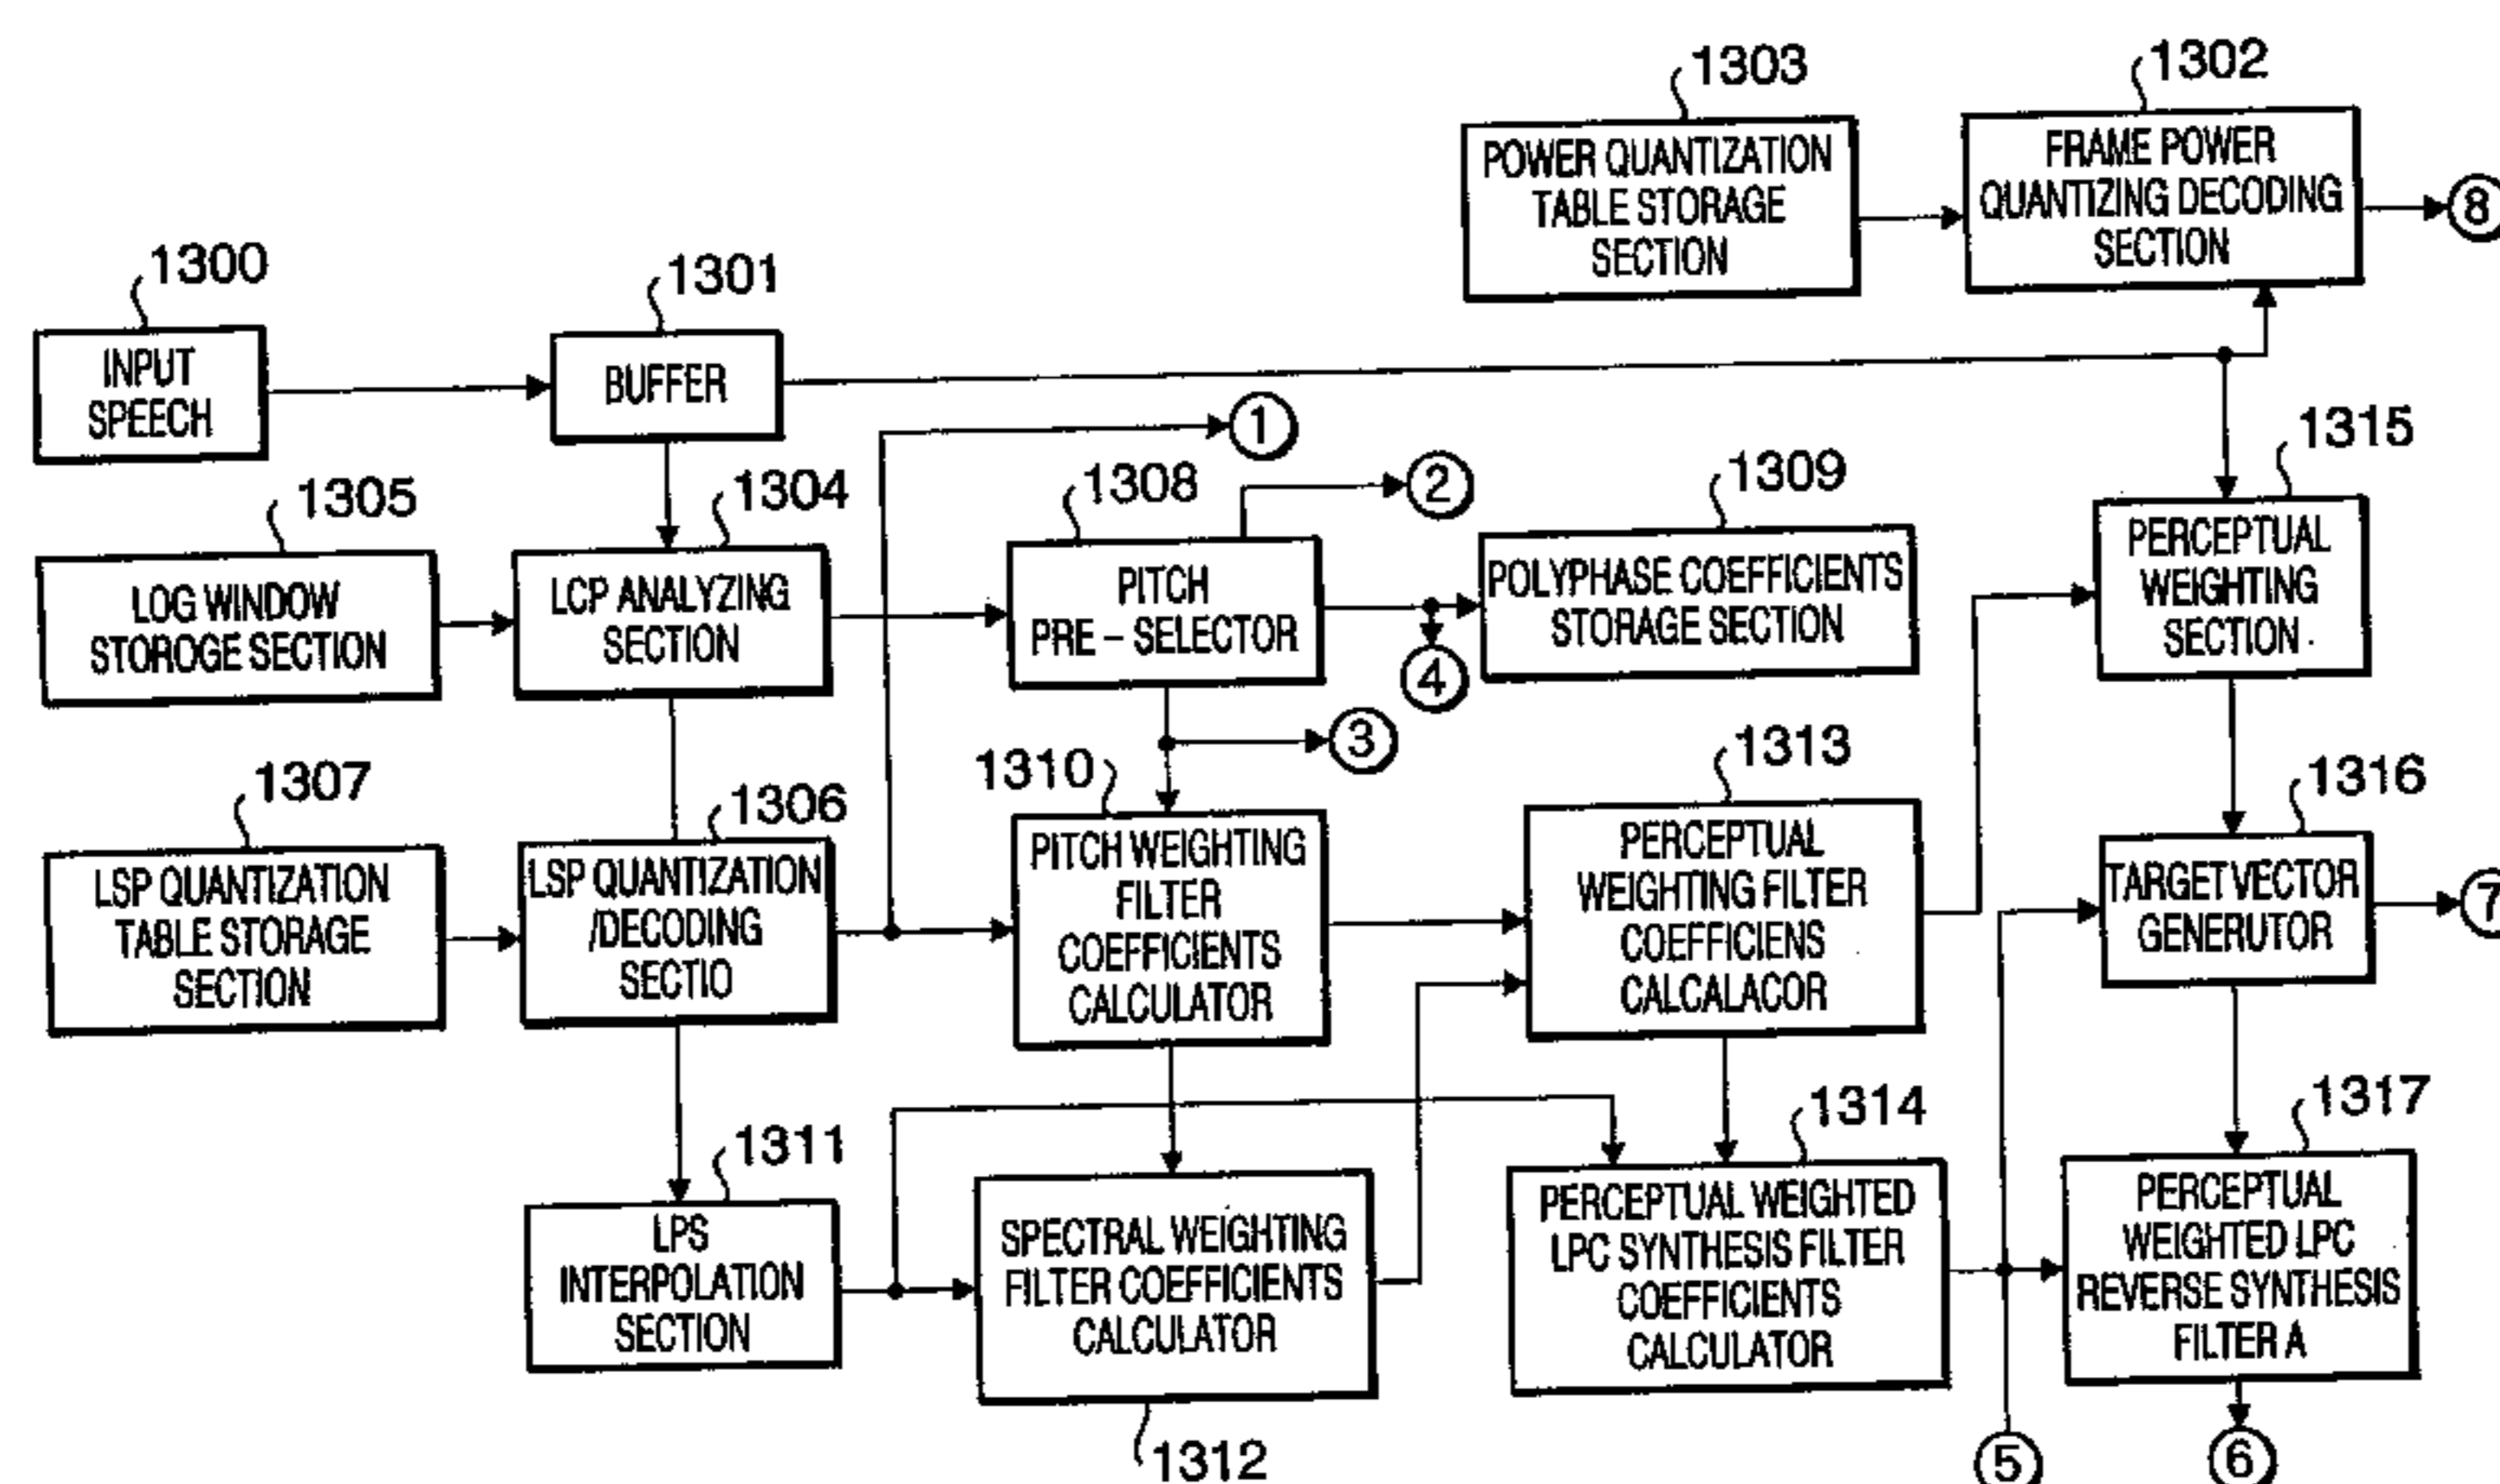 1303
1302
POWER QUANTIZATION
TABLE STORAGE
SECTION
FRAME POWER
QUANTIZING DECODING
SECTION
8
1300
INPUT
SPEECH
1301
BUFFER
1
1305
LOG WINDOW
STOROGE SECTION
1304
LCP ANALYZING
SECTION
1308
PITCH
PRE – SELECTOR
2
4
3
1309
POLYPHASE COEFFICIENTS
STORAGE SECTION
1315
PERCEPTUAL
WEIGHTING
SECTION
1307
LSP QUANTIZATION
TABLE STORAGE
SECTION
1306
LSP QUANTIZATION
/DECODING
SECTIO
1310
PITCH WEIGHTING
FILTER
COEFFICIENTS
CALCULATOR
1313
PERCEPTUAL
WEIGHTING FILTER
COEFFICIENS
CALCALACOR
1316
TARGET VECTOR
GENERUTOR
7
1311
LPS
INTERPOLATION
SECTION
SPECTRAL WEIGHTING
FILTER COEFFICIENTS
CALCULATOR
1312
1314
PERCEPTUAL WEIGHTED
LPC SYNTHESIS FILTER
COEFFICIENTS
CALCULATOR
1317
PERCEPTUAL
WEIGHTED LPC
REVERSE SYNTHESIS
FILTER A
5
6